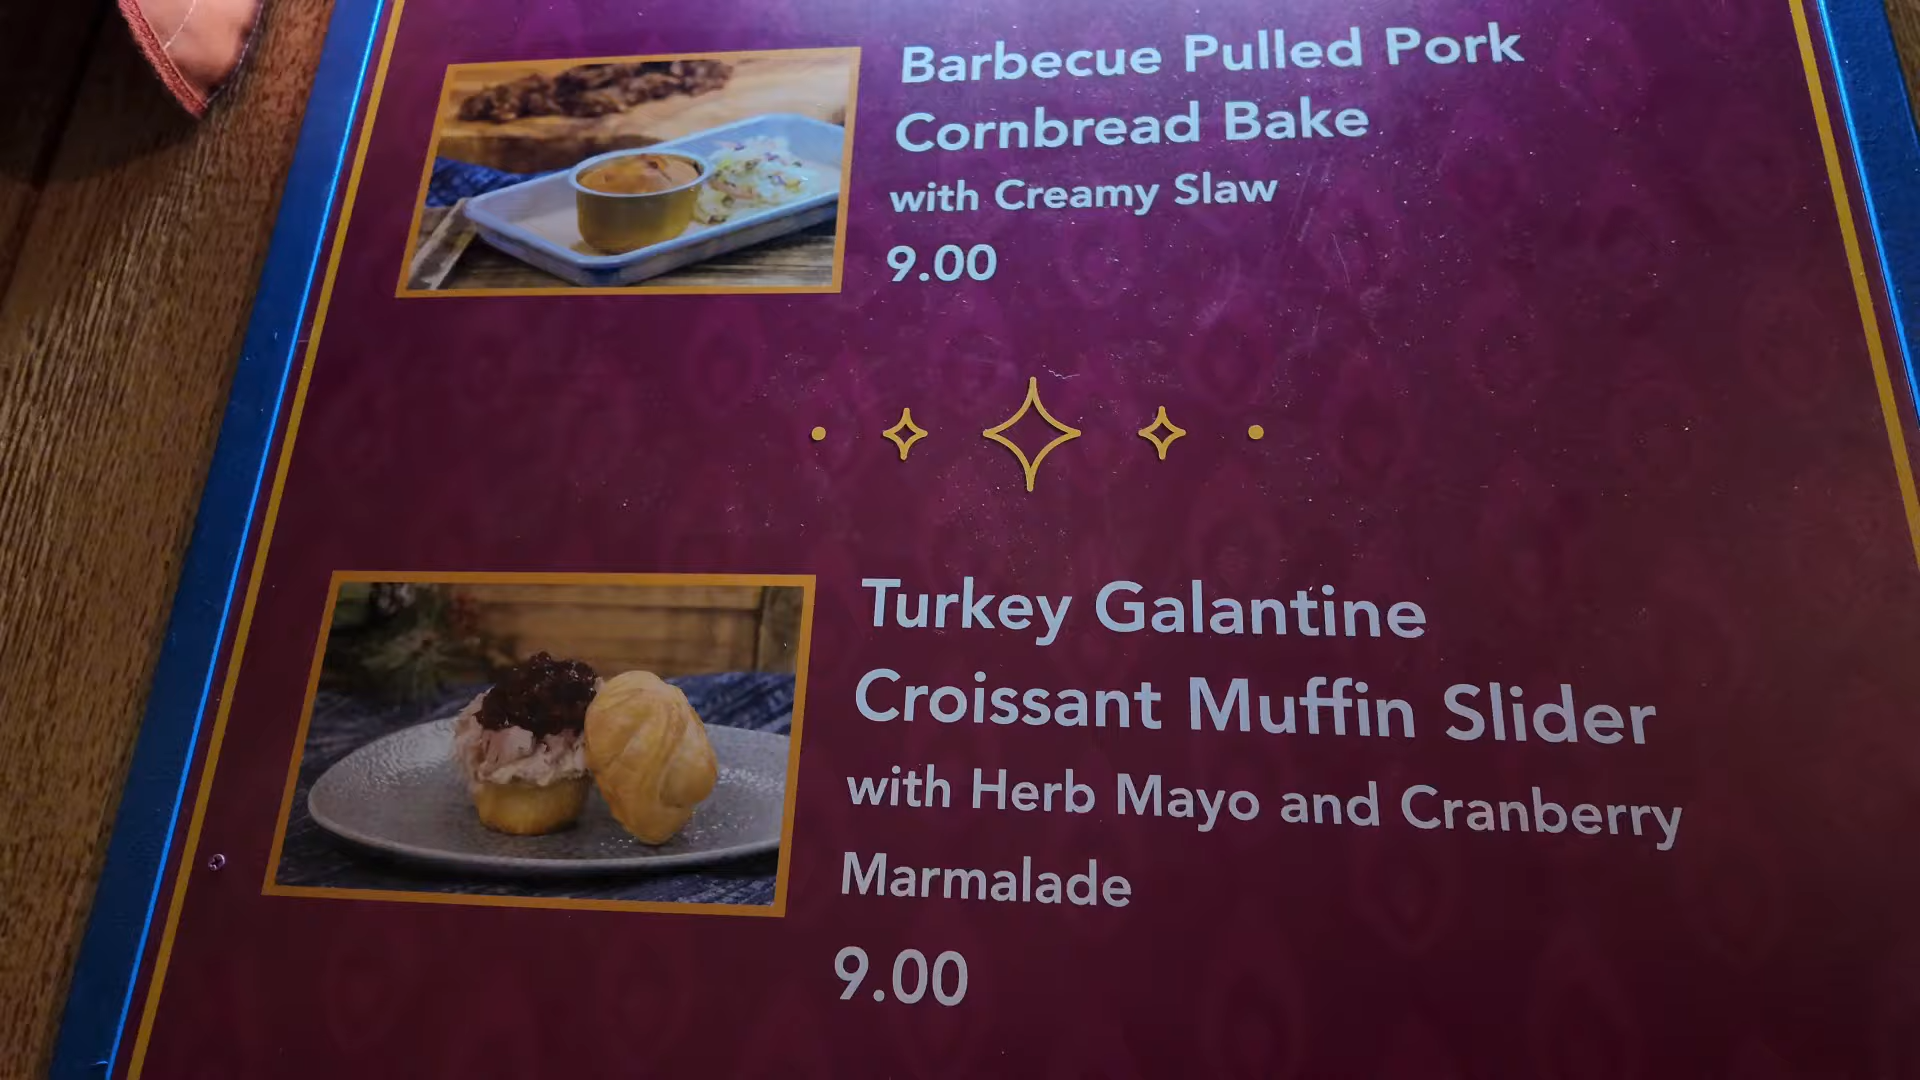 Barbecue Pulled Pork
Cornbread Bake
with Creamy Slaw
9.00
Turkey Galantine
Croissant Muffin Slider
with Herb Mayo and Cranberry
Marmalade
9.00